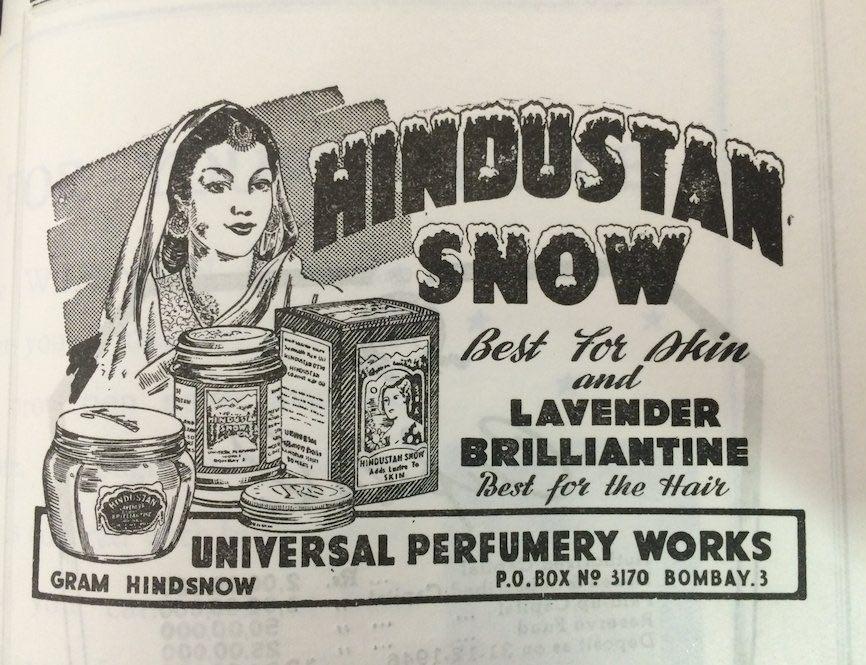 HINDUSTAN
SNOW
Best For Skin
and
LAVENDER
BRILLIANTINE
Best for the Hair
HINDUSTAN SNOW
Adds Lustre To
SKIN
HINDUSTAN
BRILLIANTINE
UNIVERSAL PERFUMERY WORKS
GRAM HINDSNOW
P.O. BOX Nº 3170 BOMBAY.3